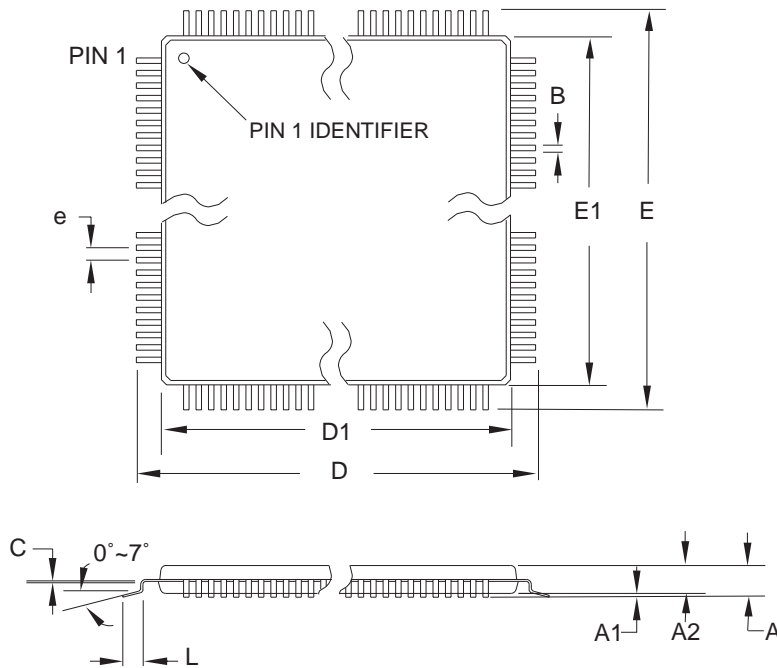 PIN 1
PIN 1 IDENTIFIER
B
e
E1
E
D1
D
C
0°~7°
L
A1
A2
A